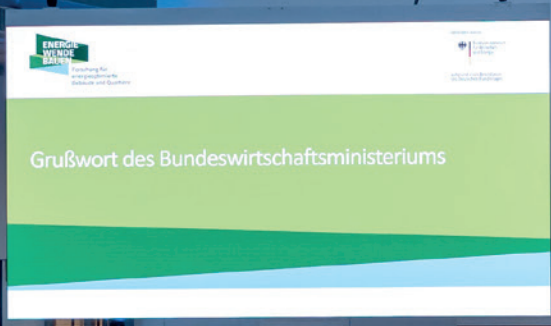 ENERGIE
WENDE
BAUEN
Forschung für
energieoptimierte
Gebäude und Quartiere
Grußwort des Bundeswirtschaftsministeriums